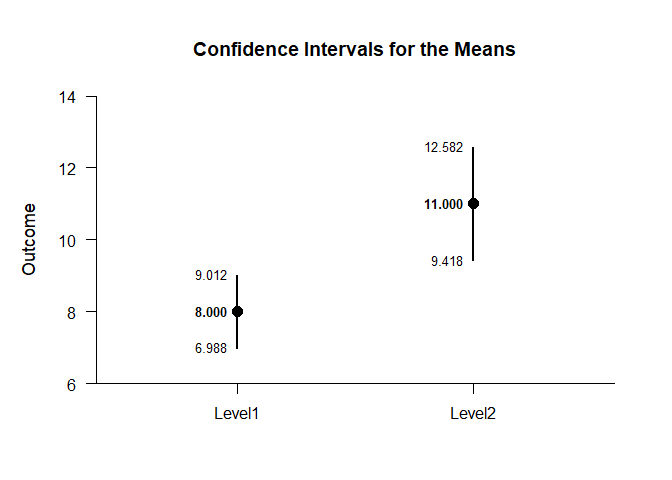 Confidence Intervals for the Means
Outcome
14
12
10
8
6
12.582
11.000
9.418
9.012
8.000
6.988
Level1
Level2